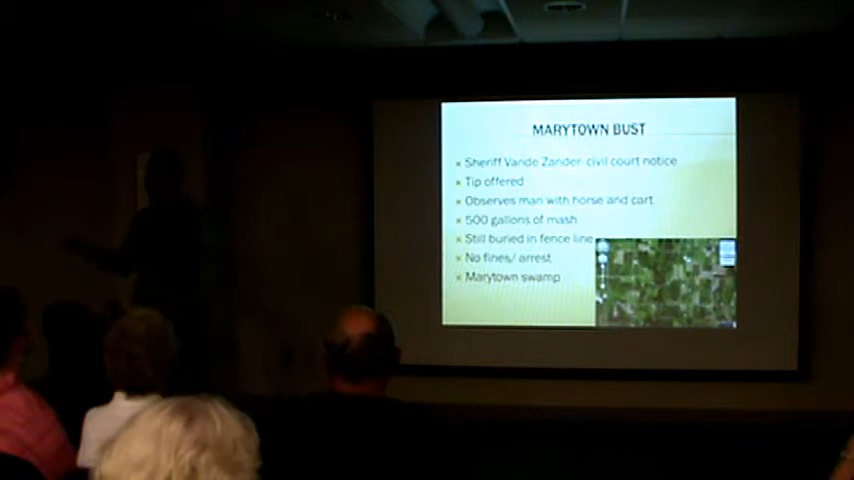 MARYTOWN BUST
Sheriff Vande Zander: civil court notice
Tip offered
Observes man with horse and cart
500 gallons of mash
Still buried in fence line
No fines/ arrest
Marytown swamp